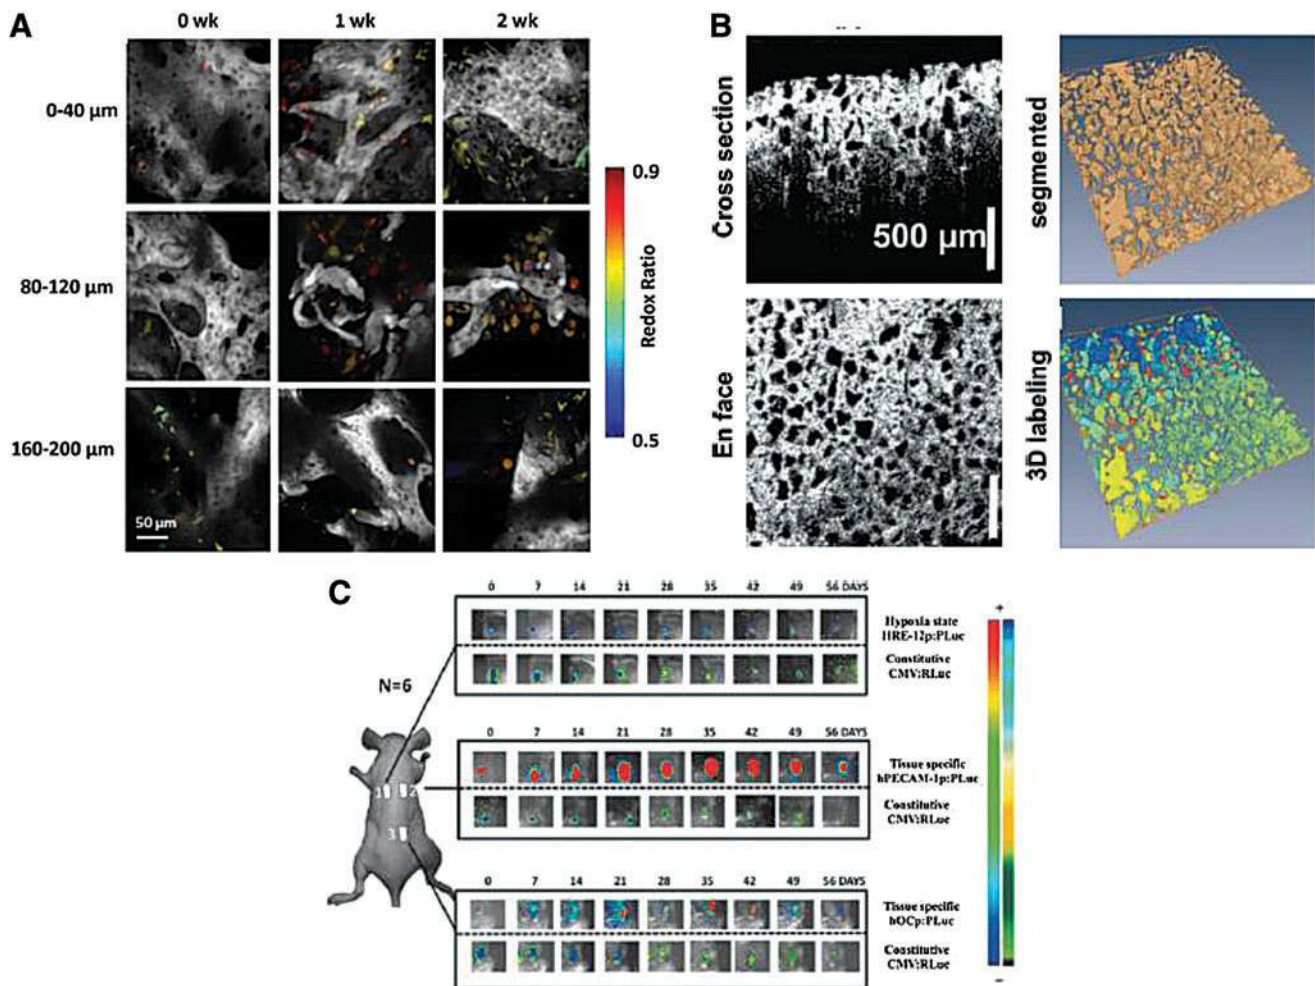 A
0 wk 1 wk 2 wk
0-40 µm
80-120 µm
160-200 µm
50 µm
0.9
Redox Ratio
0.5
B
Cross section
500 µm
segmented
En face
3D labeling
C
0 7 14 21 28 35 42 49 56 DAYS
Hypoxia state
HRE-12p:PLuc
Constitutive
CMV:RLuc
N=6
0 7 14 21 28 35 42 49 56 DAYS
Tissue specific
hPECAM-1p:PLuc
Constitutive
CMV:RLuc
1 2
3
0 7 14 21 28 35 42 49 56 DAYS
Tissue specific
hOCp:PLuc
Constitutive
CMV:RLuc
+
−